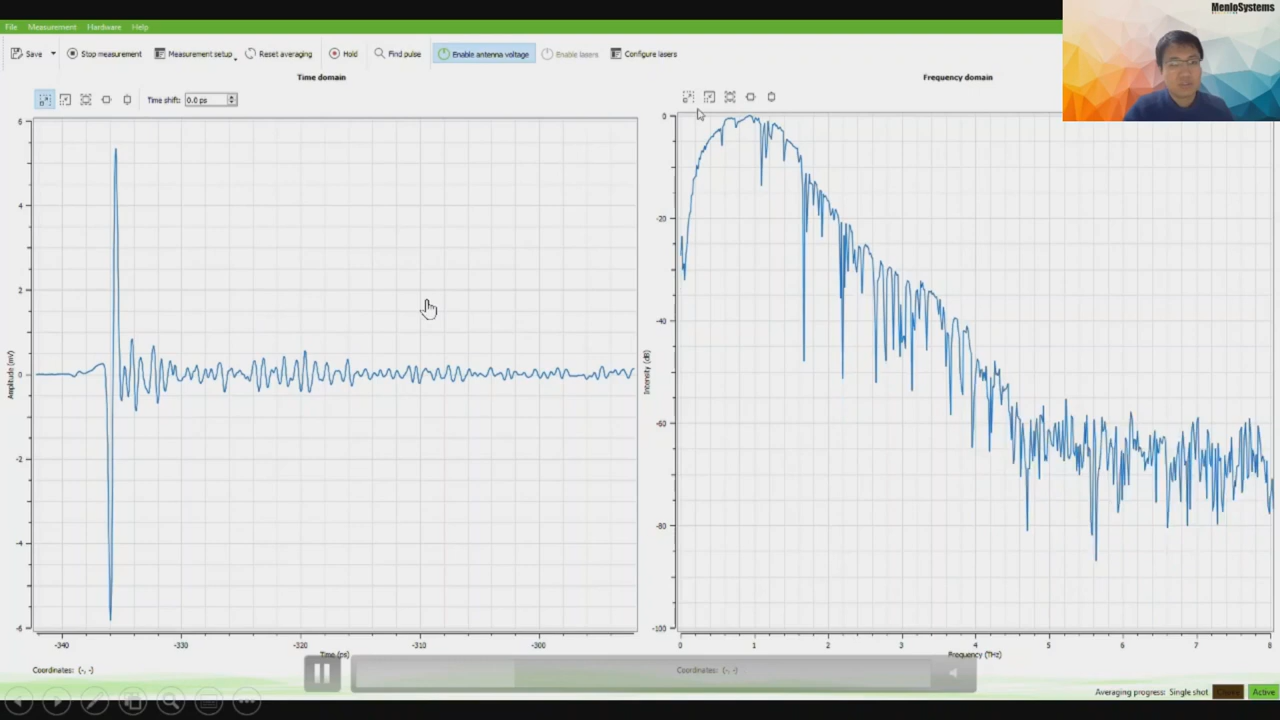 MenloSystems
File Measurement Hardware Help
Save Stop measurement Measurement setup Reset averaging Hold Find pulse Enable antenna voltage Enable lasers Configure lasers
Time domain
Frequency domain
Time shift: 0.0 ps
6
4
2
0
-2
-4
-6
Amplitude (mV)
-340 -330 -320 -310 -300
Time (ps)
0
-20
-40
-60
-80
-100
Intensity (dB)
0 1 2 3 4 5 6 7 8
Frequency (THz)
Coordinates: (-, -)
Coordinates: (-, -)
Averaging progress: Single shot
Active